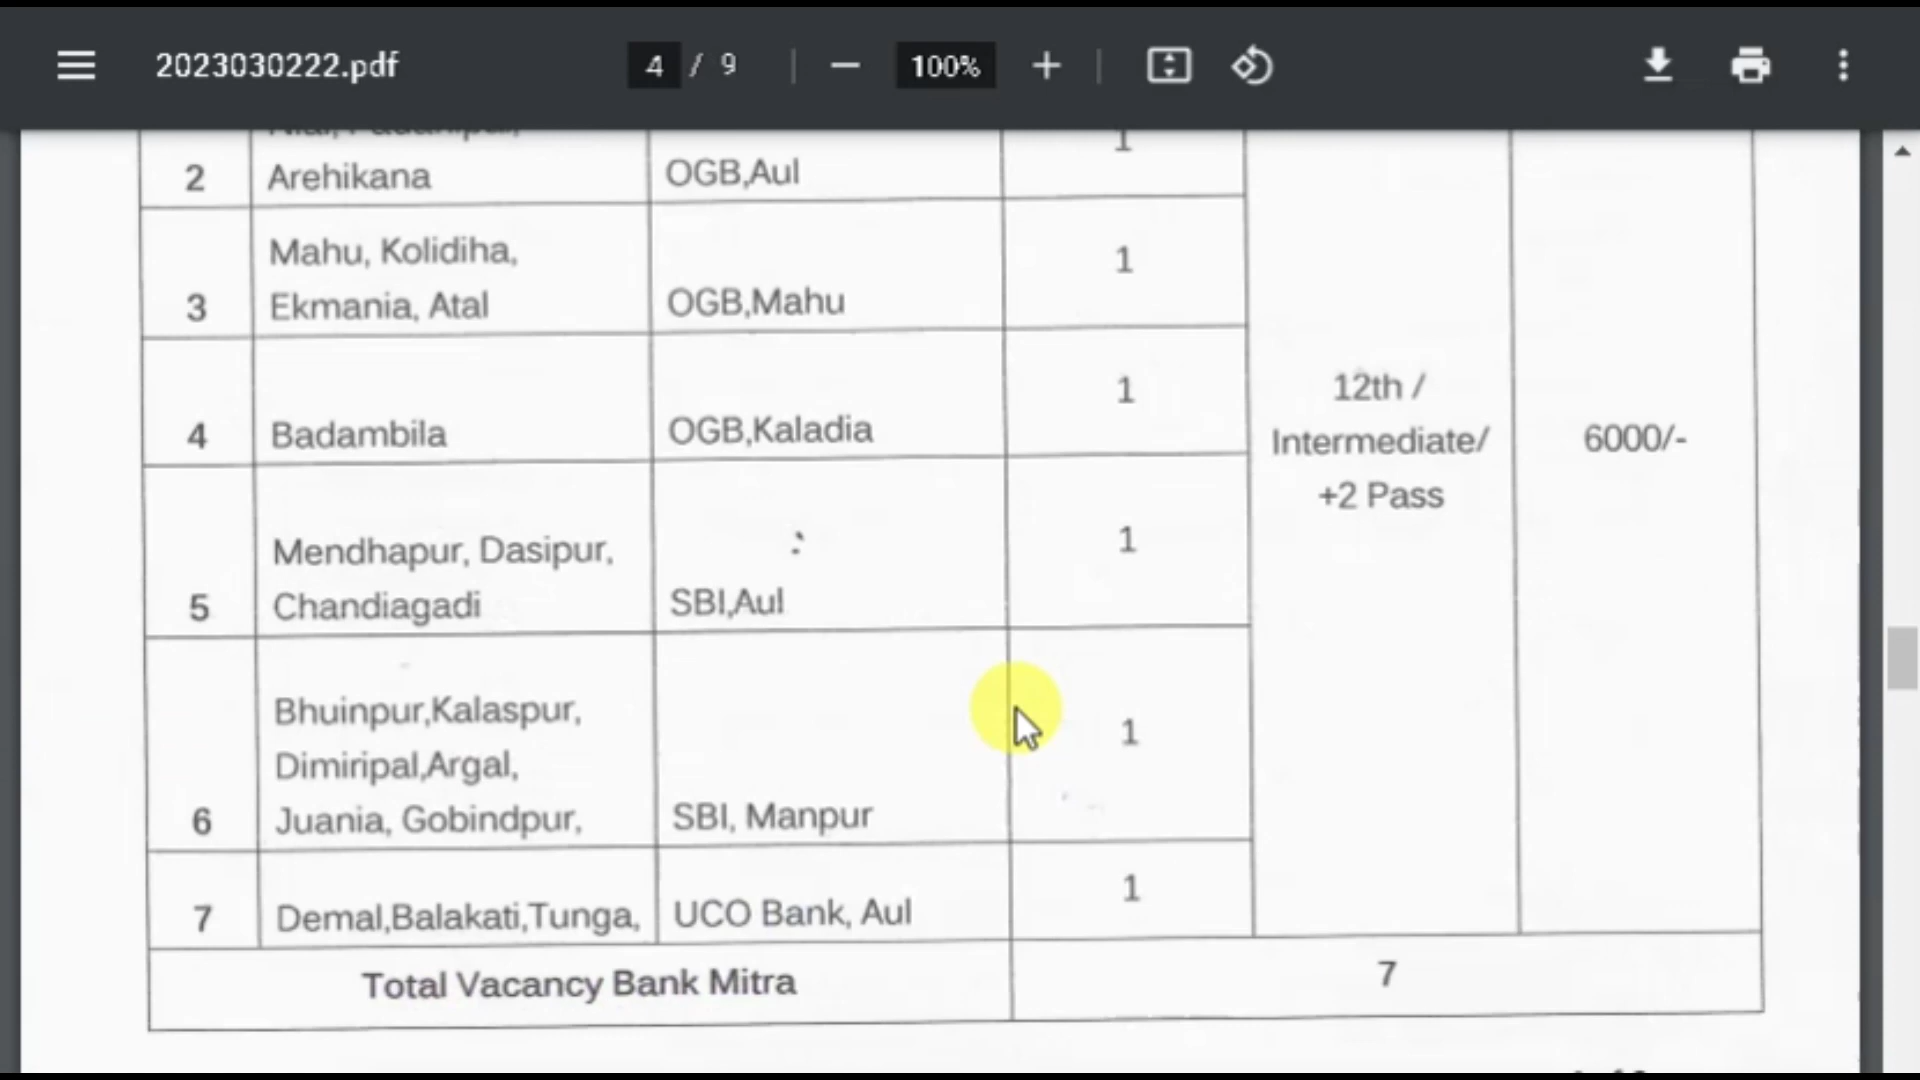 2023030222.pdf
4 / 9
100%
2
Arehikana
OGB,Aul
1
3
Mahu, Kolidiha,
Ekmania, Atal
OGB,Mahu
1
4
Badambila
OGB,Kaladia
1
12th /
Intermediate/
+2 Pass
6000/-
5
Mendhapur, Dasipur,
Chandiagadi
SBI,Aul
1
6
Bhuinpur,Kalaspur,
Dimiripal,Argal,
Juania, Gobindpur,
SBI, Manpur
1
7
Demal,Balakati,Tunga,
UCO Bank, Aul
1
Total Vacancy Bank Mitra
7